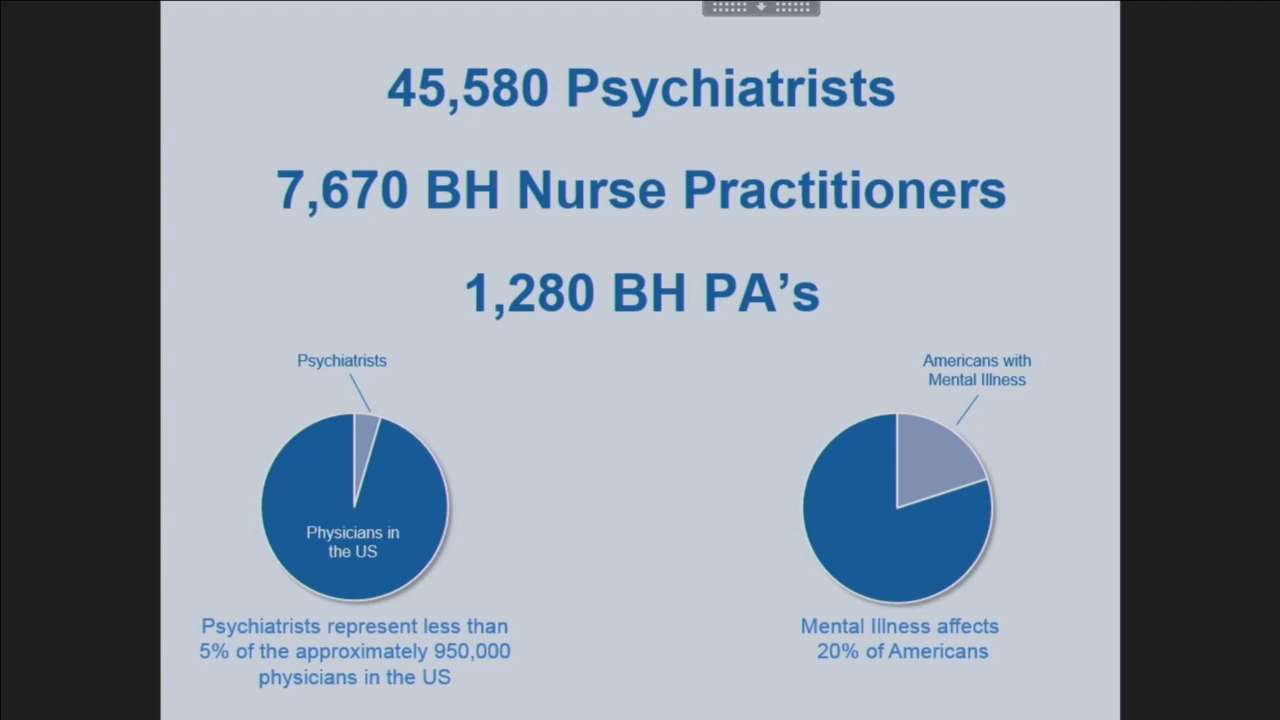 45,580 Psychiatrists
7,670 BH Nurse Practitioners
1,280 BH PA’s
Psychiatrists
Physicians in
the US
Psychiatrists represent less than
5% of the approximately 950,000
physicians in the US
Americans with
Mental Illness
Mental Illness affects
20% of Americans